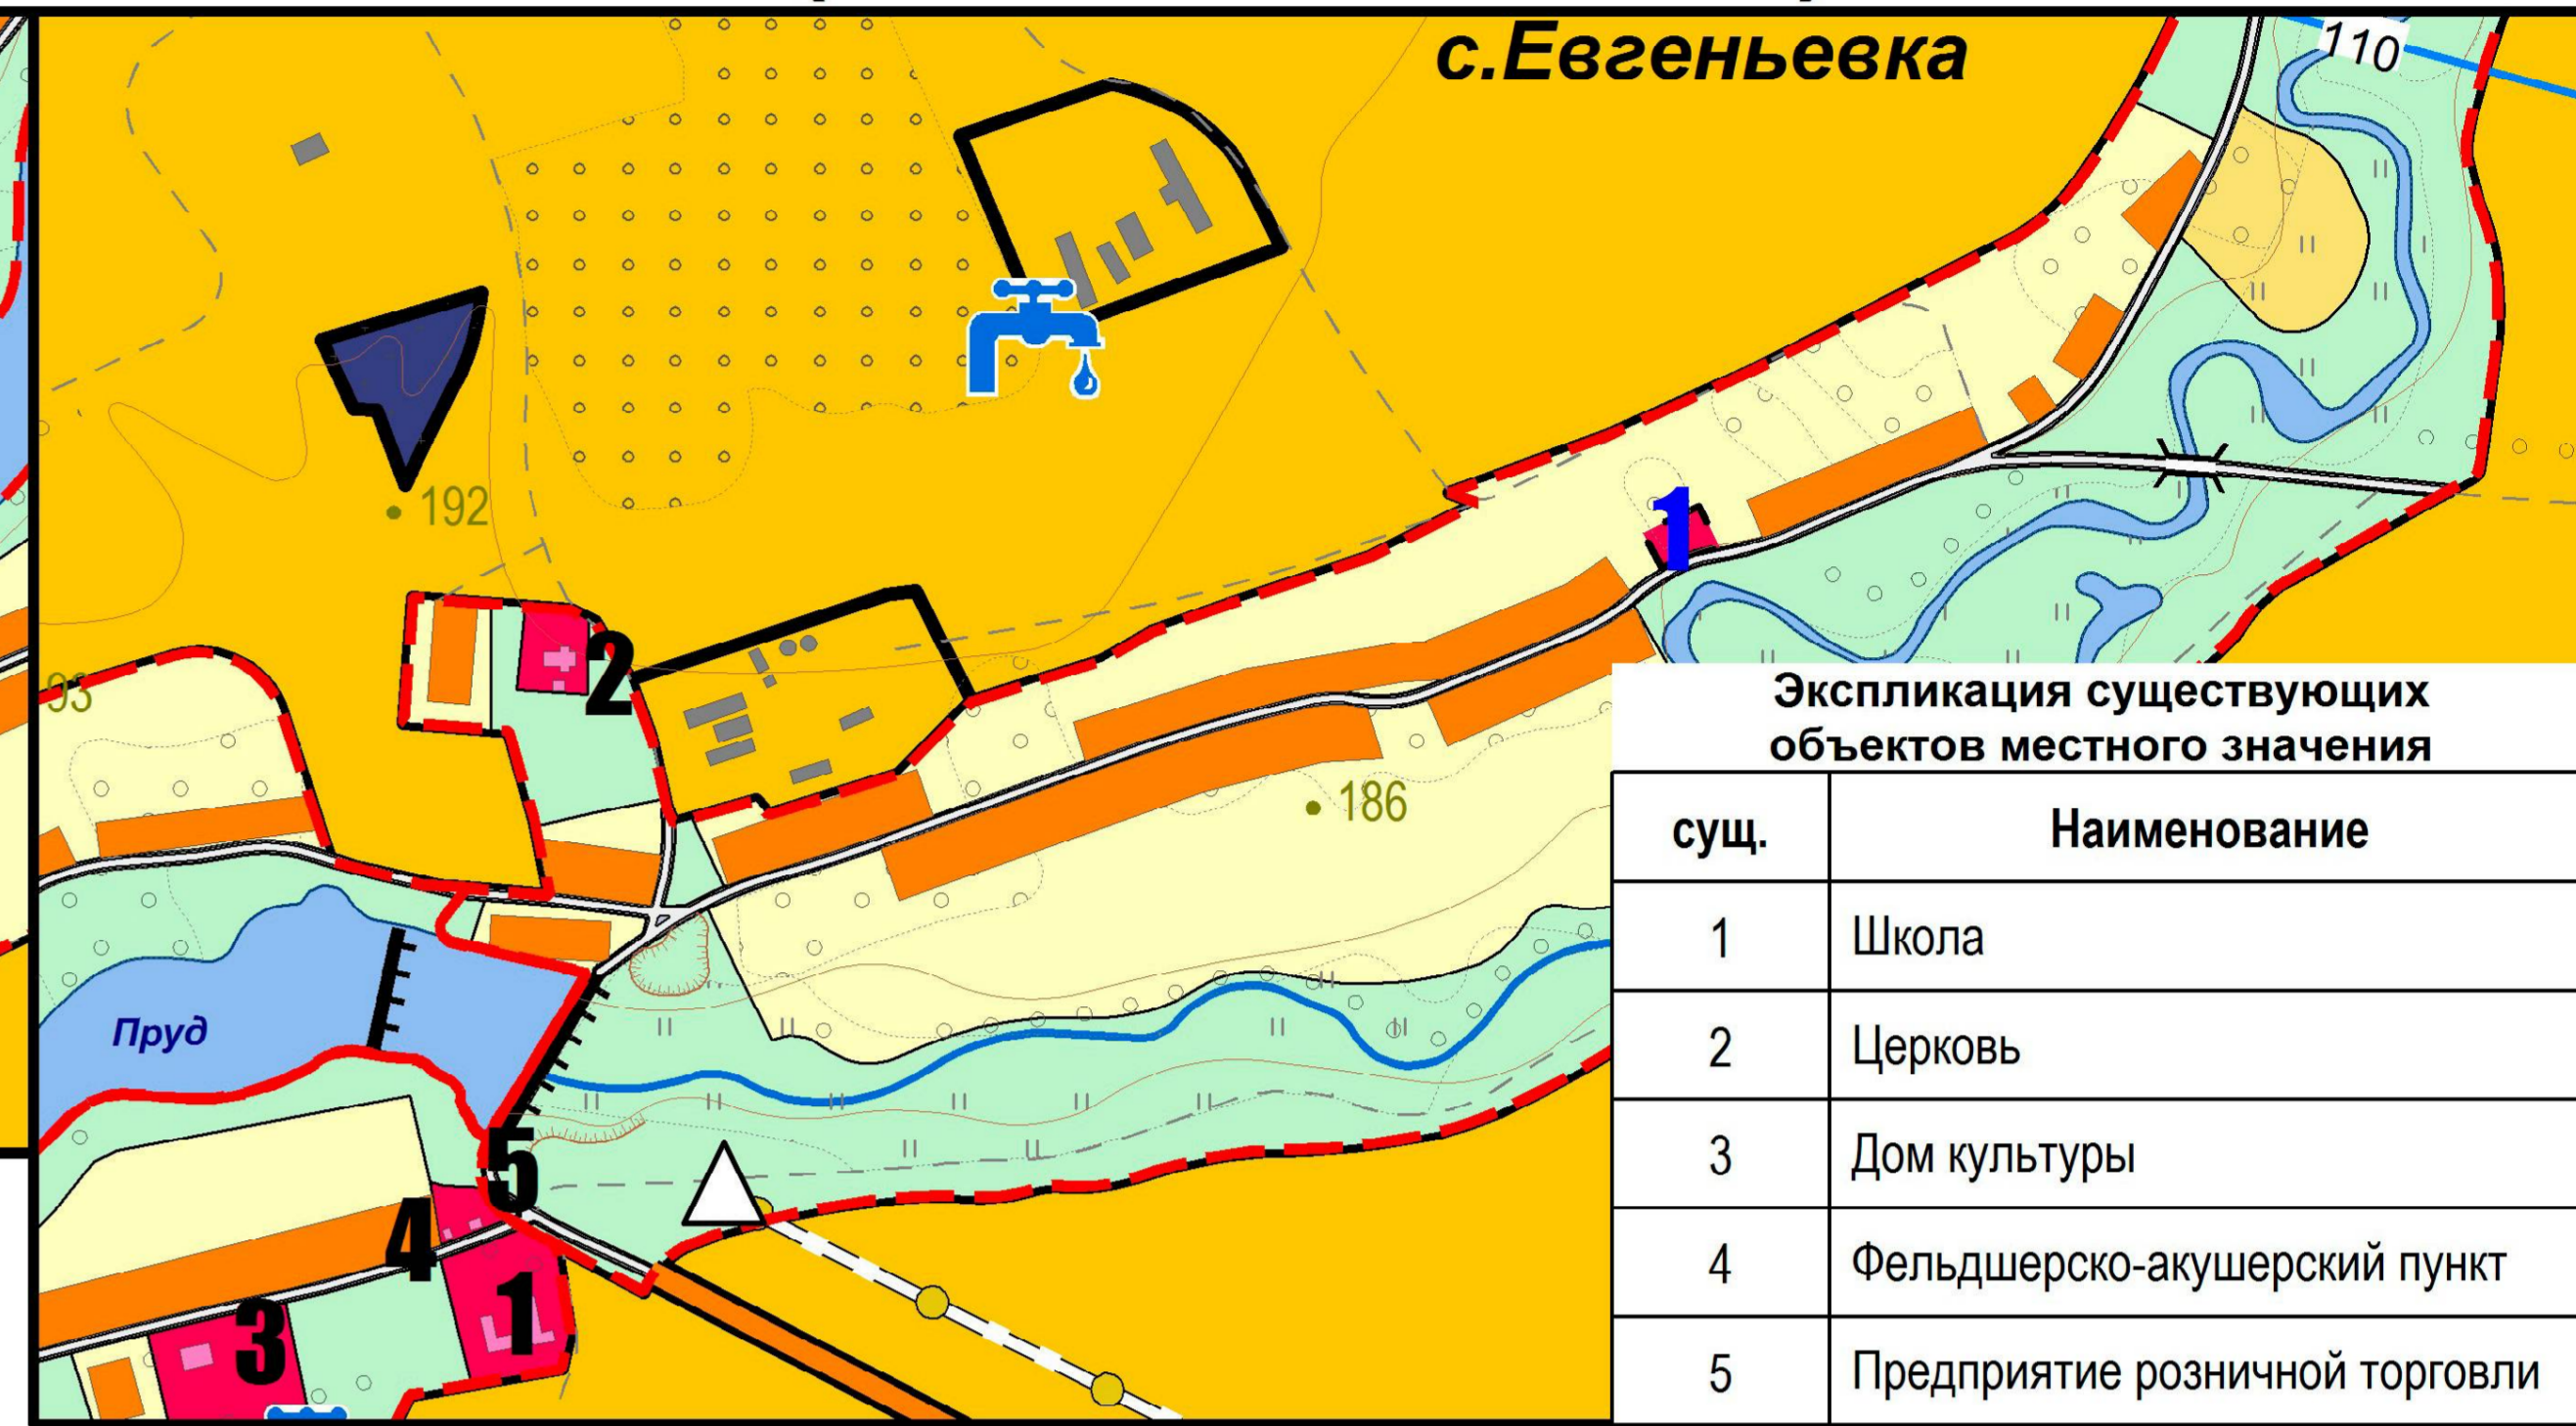 с.Евгеньевка
110
192
1
2
93
186
Пруд
5
4
1
3
Экспликация существующих
объектов местного значения
сущ. Наименование
1 Школа
2 Церковь
3 Дом культуры
4 Фельдшерско-акушерский пункт
5 Предприятие розничной торговли